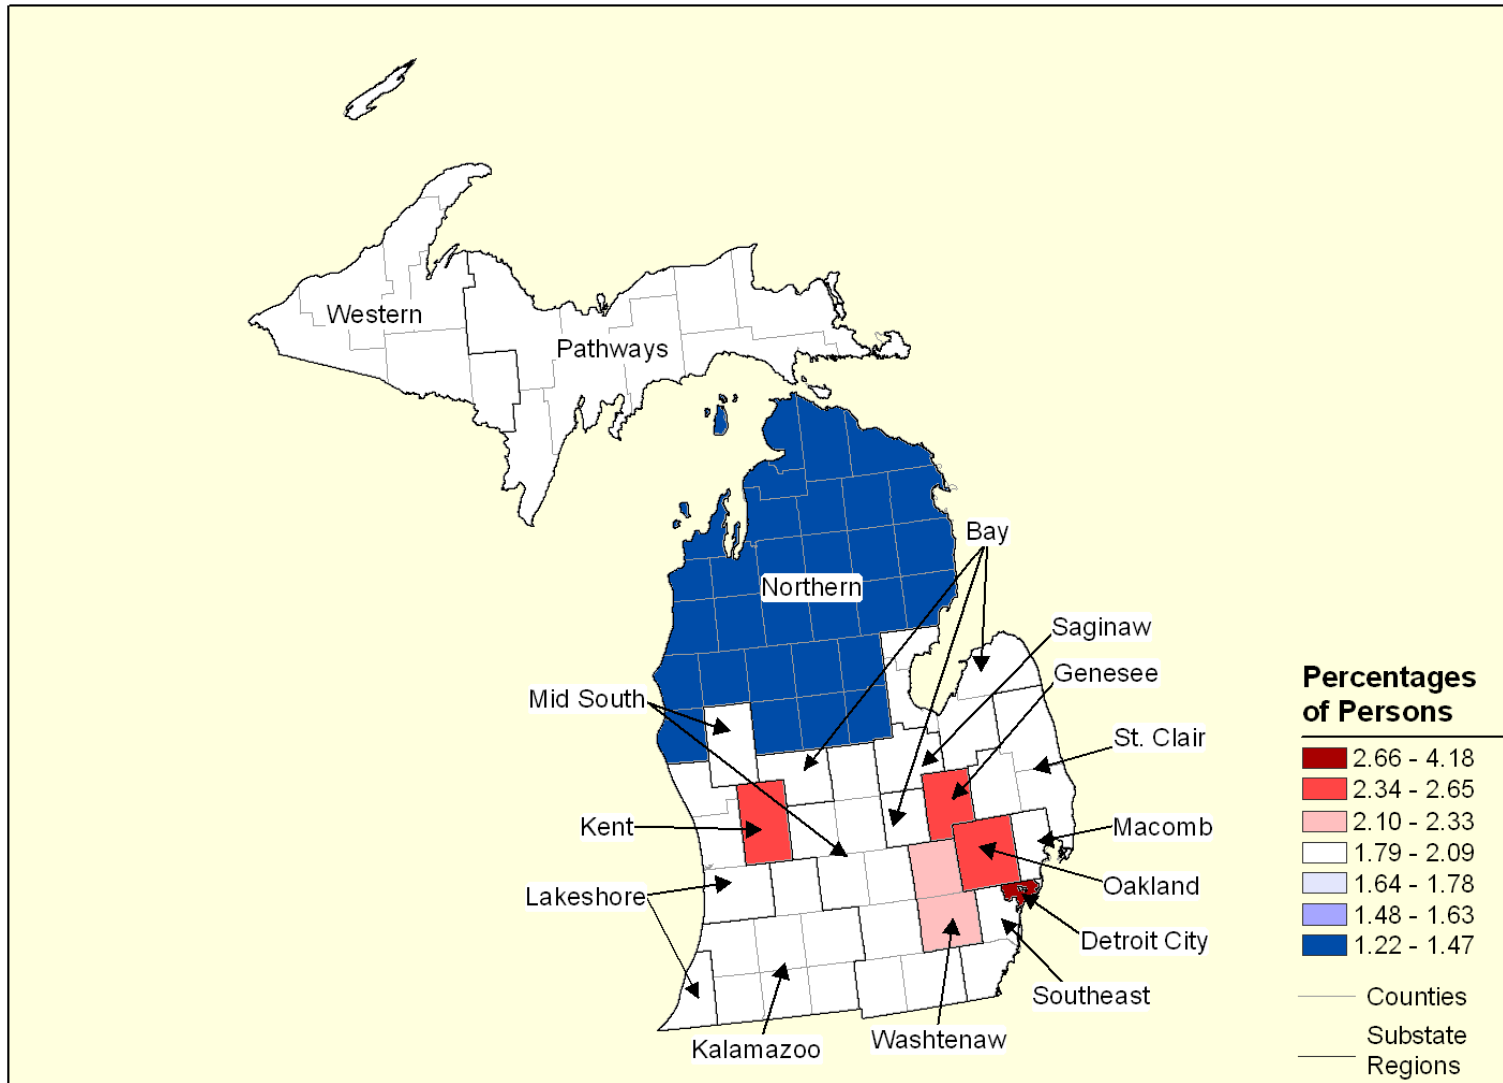 Western
Pathways
Bay
Northern
Saginaw
Genesee
Mid South
St. Clair
Kent
Macomb
Lakeshore
Oakland
Detroit City
Southeast
Washtenaw
Kalamazoo
Percentages
of Persons
2.66 - 4.18
2.34 - 2.65
2.10 - 2.33
1.79 - 2.09
1.64 - 1.78
1.48 - 1.63
1.22 - 1.47
Counties
Substate
Regions